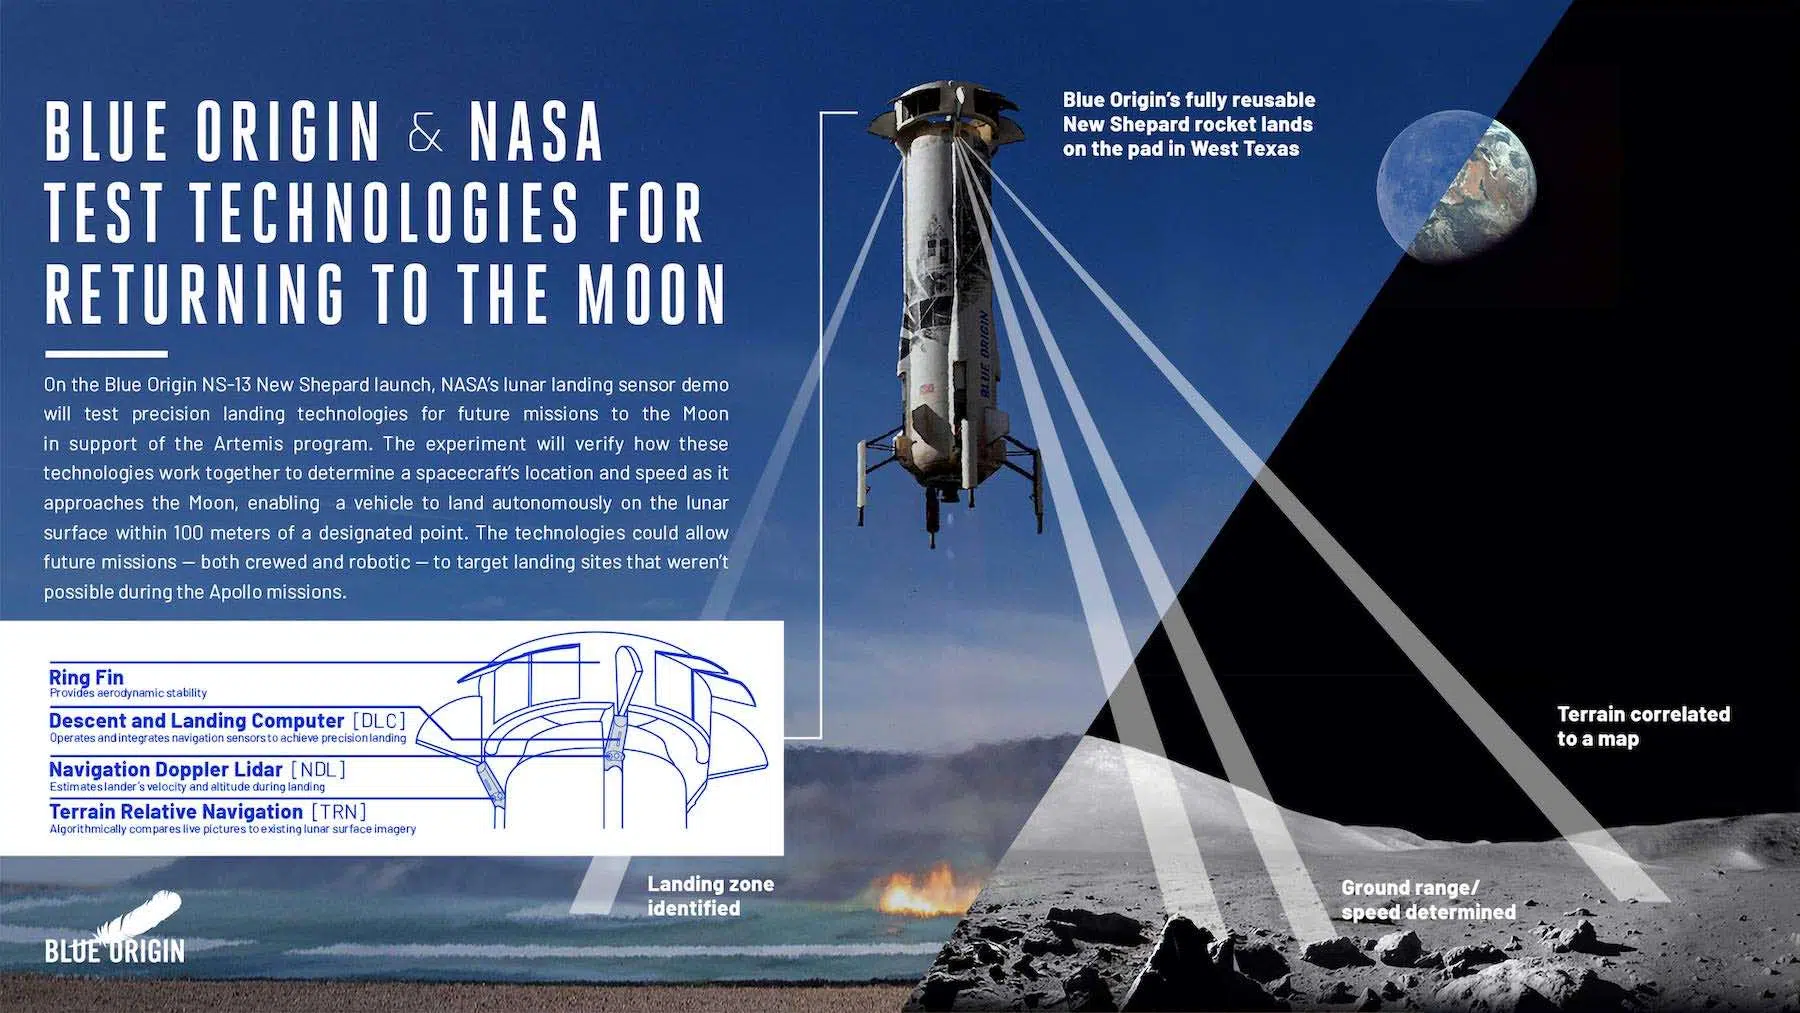 BLUE ORIGIN & NASA
TEST TECHNOLOGIES FOR
RETURNING TO THE MOON
On the Blue Origin NS-13 New Shepard launch, NASA's lunar landing sensor demo
will test precision landing technologies for future missions to the Moon
in support of the Artemis program. The experiment will verify how these
technologies work together to determine a spacecraft's location and speed as it
approaches the Moon, enabling a vehicle to land autonomously on the lunar
surface within 100 meters of a designated point. The technologies could allow
future missions — both crewed and robotic — to target landing sites that weren't
possible during the Apollo missions.
Ring Fin
Provides aerodynamic stability
Descent and Landing Computer [DLC]
Operates and integrates navigation sensors to achieve precision landing
Navigation Doppler Lidar [NDL]
Estimates lander's velocity and altitude during landing
Terrain Relative Navigation [TRN]
Algorithmically compares live pictures to existing lunar surface imagery
BLUE ORIGIN
Blue Origin's fully reusable
New Shepard rocket lands
on the pad in West Texas
BLUE ORIGIN
Terrain correlated
to a map
Landing zone
identified
Ground range/
speed determined